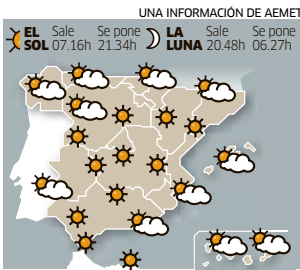 UNA INFORMACIÓN DE AEMET
EL SOL Sale 07.16h Se pone 21.34h
LA LUNA Sale 20.48h Se pone 06.27h